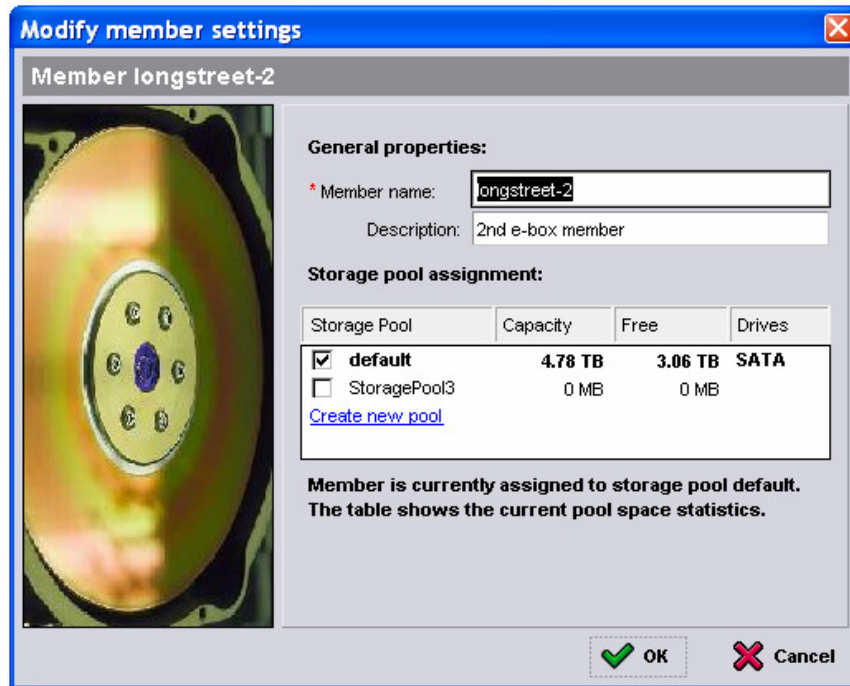 Modify member settings
Member longstreet-2
General properties:
* Member name: longstreet-2
Description: 2nd e-box member
Storage pool assignment:
Storage Pool Capacity Free Drives
default 4.78 TB 3.06 TB SATA
StoragePool3 0 MB 0 MB
Create new pool
Member is currently assigned to storage pool default.
The table shows the current pool space statistics.
OK Cancel